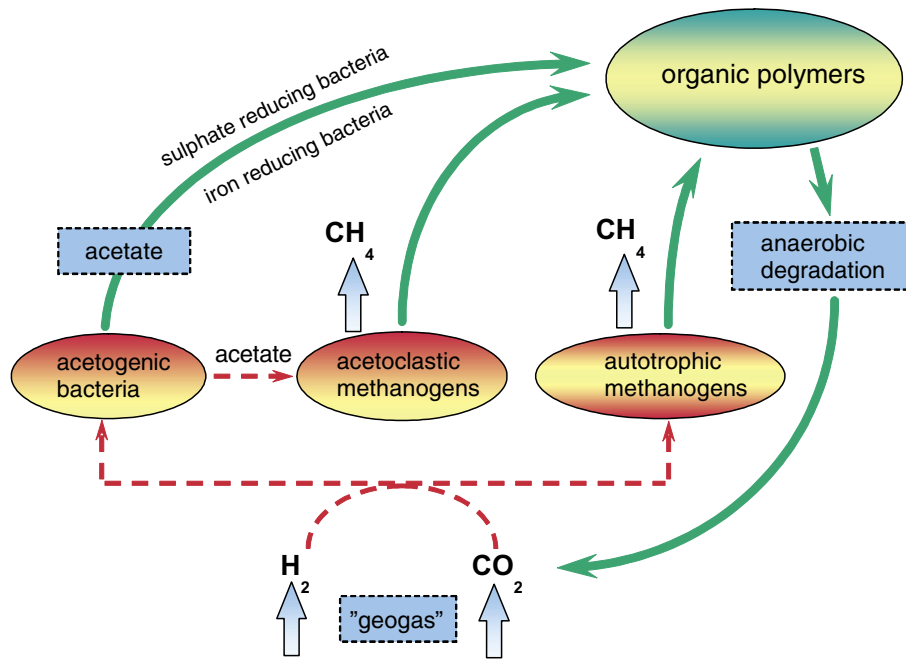 organic polymers
sulphate reducing bacteria
iron reducing bacteria
acetate
CH4
CH4
anaerobic
degradation
acetogenic
bacteria
acetate
acetoclastic
methanogens
autotrophic
methanogens
H2
CO2
”geogas”